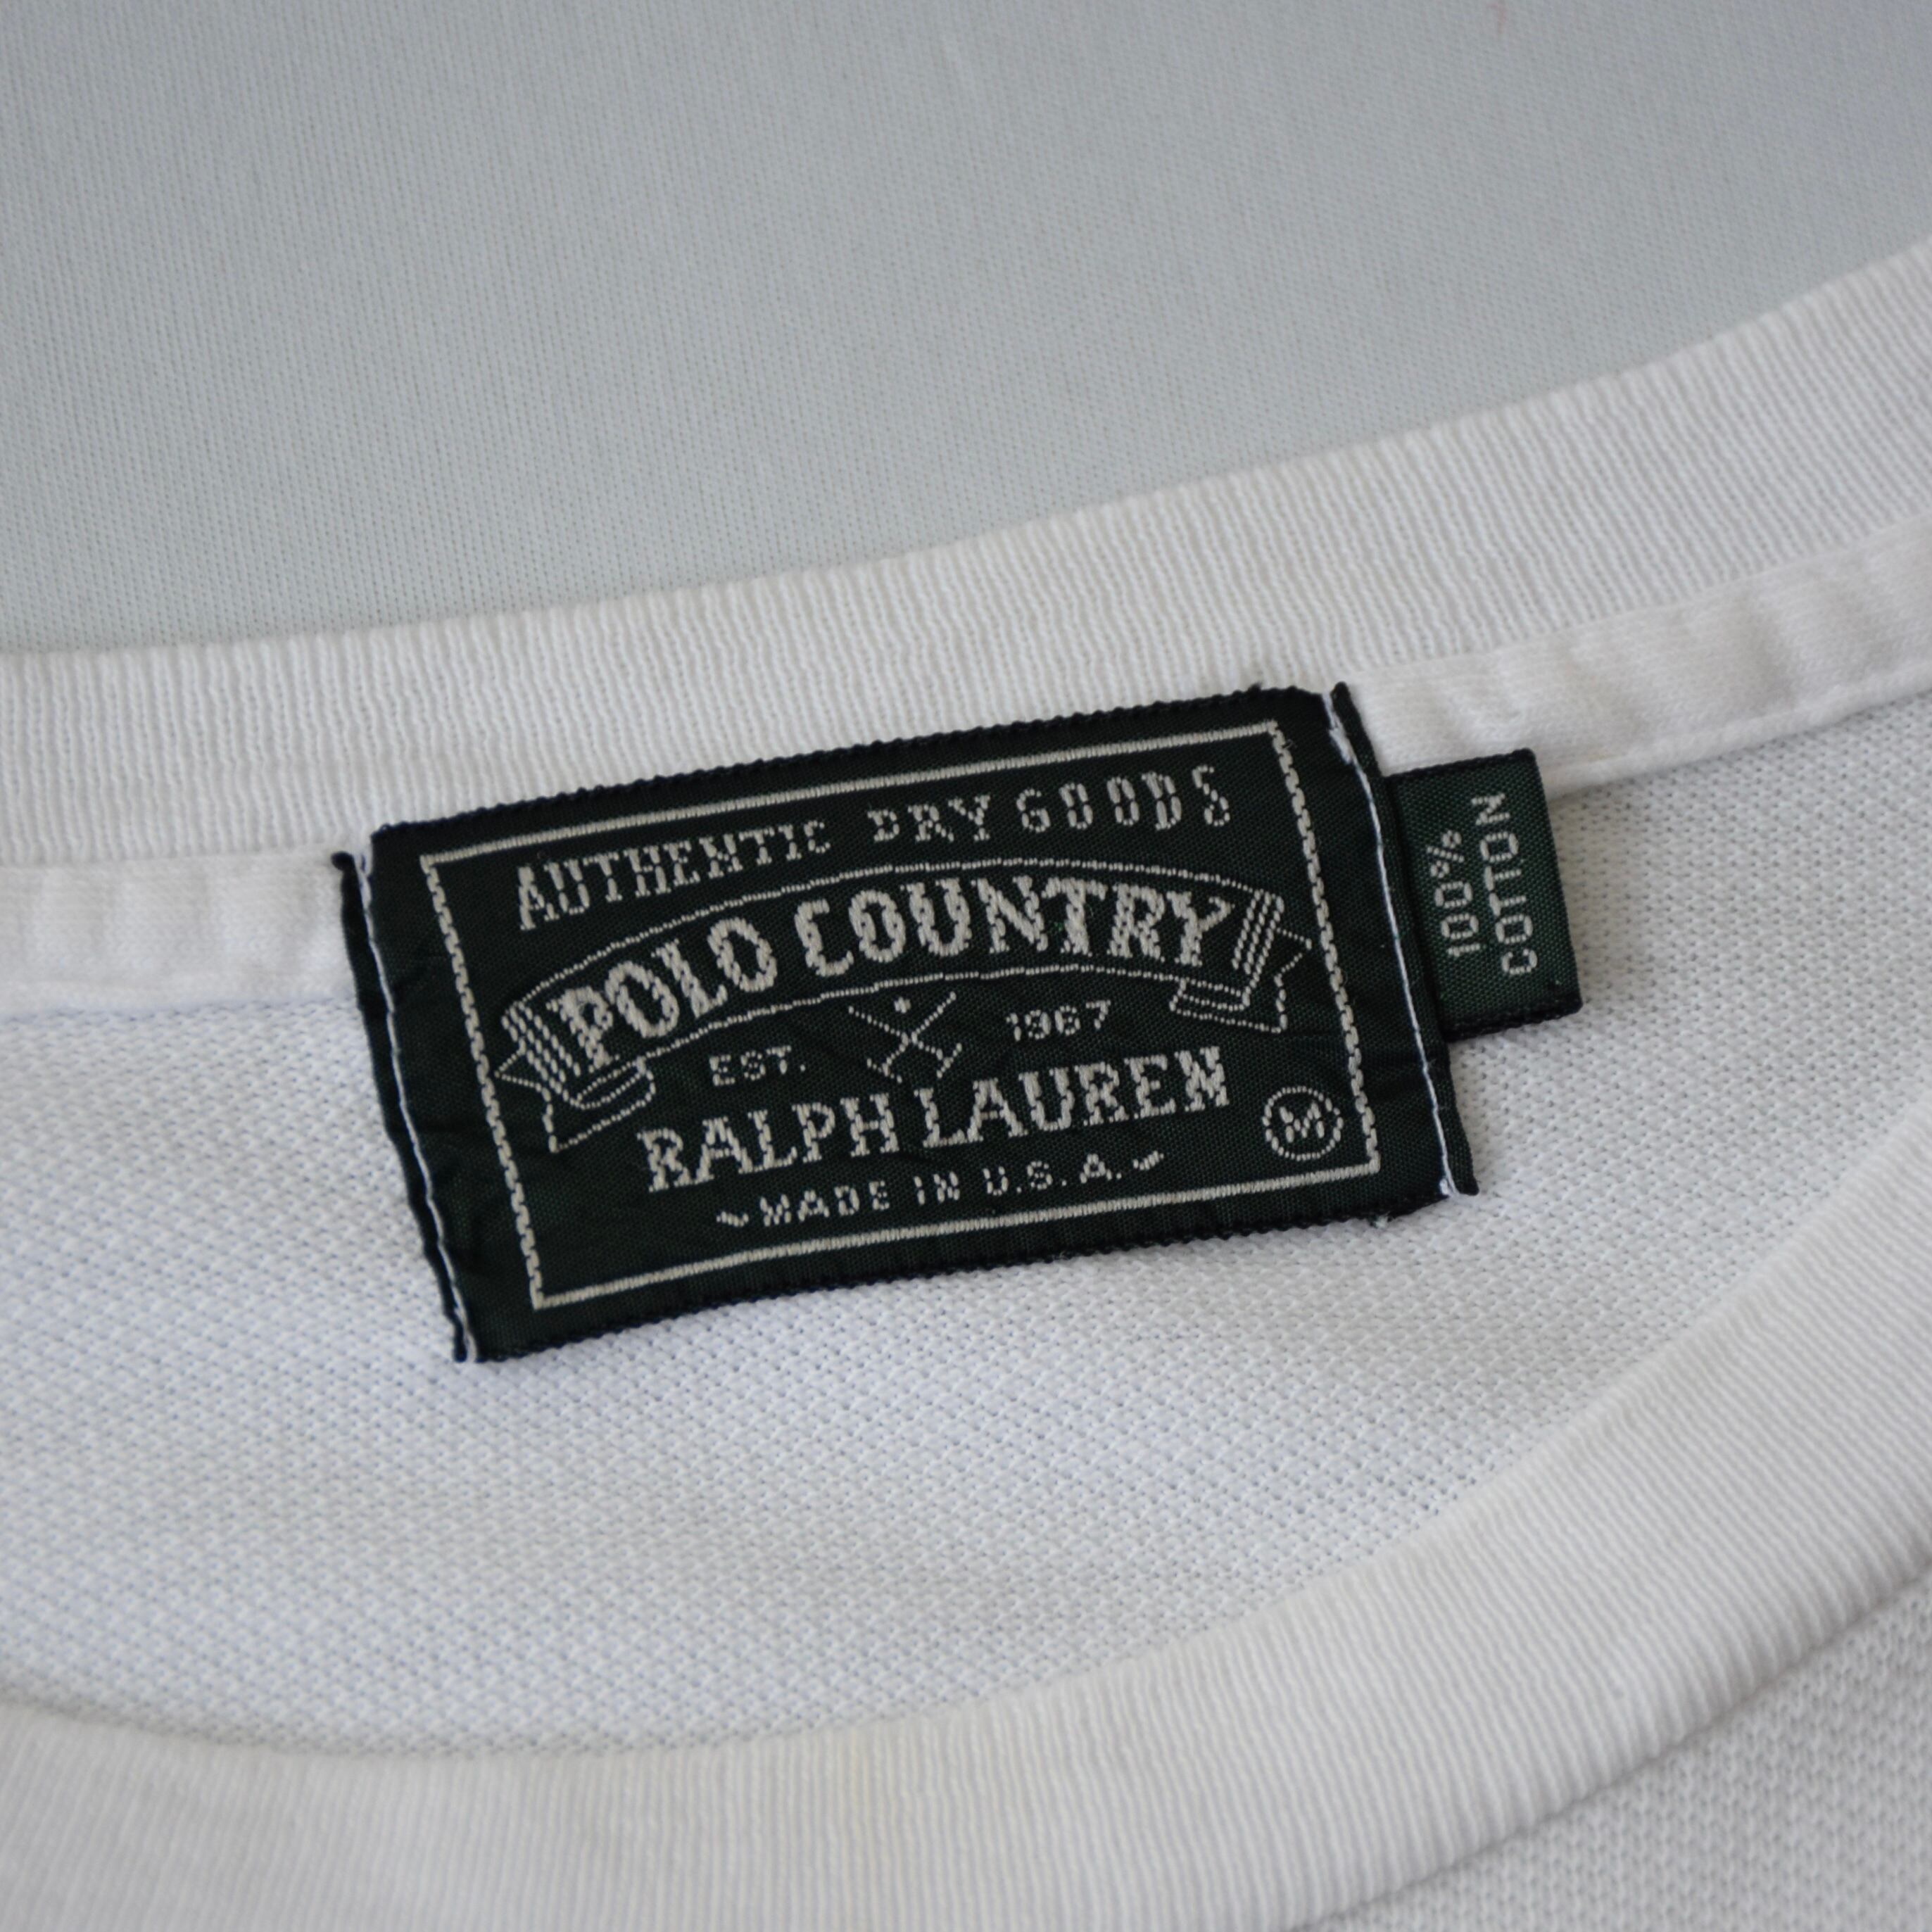 AUTHENTIC DRY GOODS
POLO COUNTRY
EST. 1967
RALPH LAUREN
M
MADE IN U.S.A.
100%
COTTON